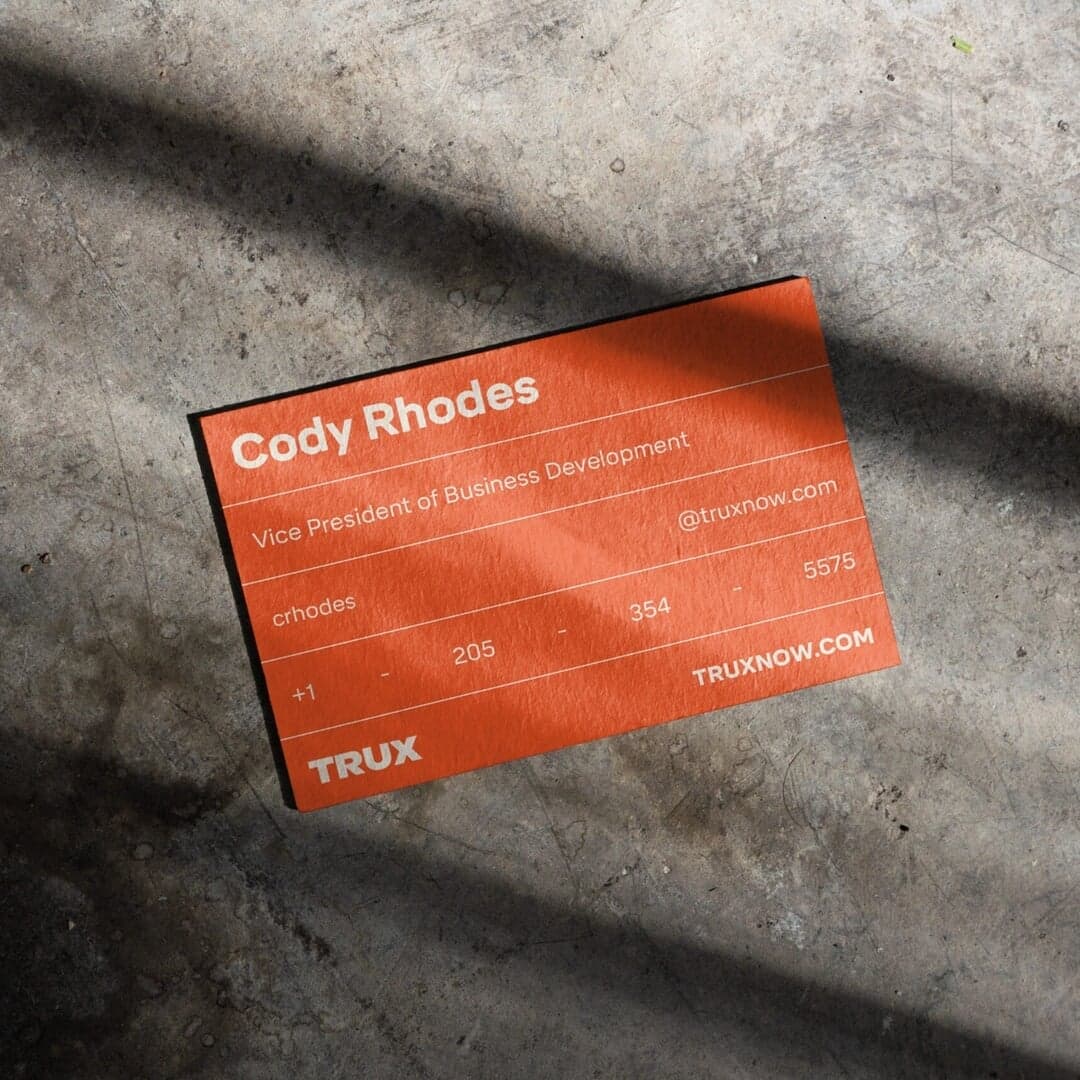 Cody Rhodes
Vice President of Business Development
crhodes @truxnow.com
+1 - 205 - 354 - 5575
TRUX TRUXNOW.COM